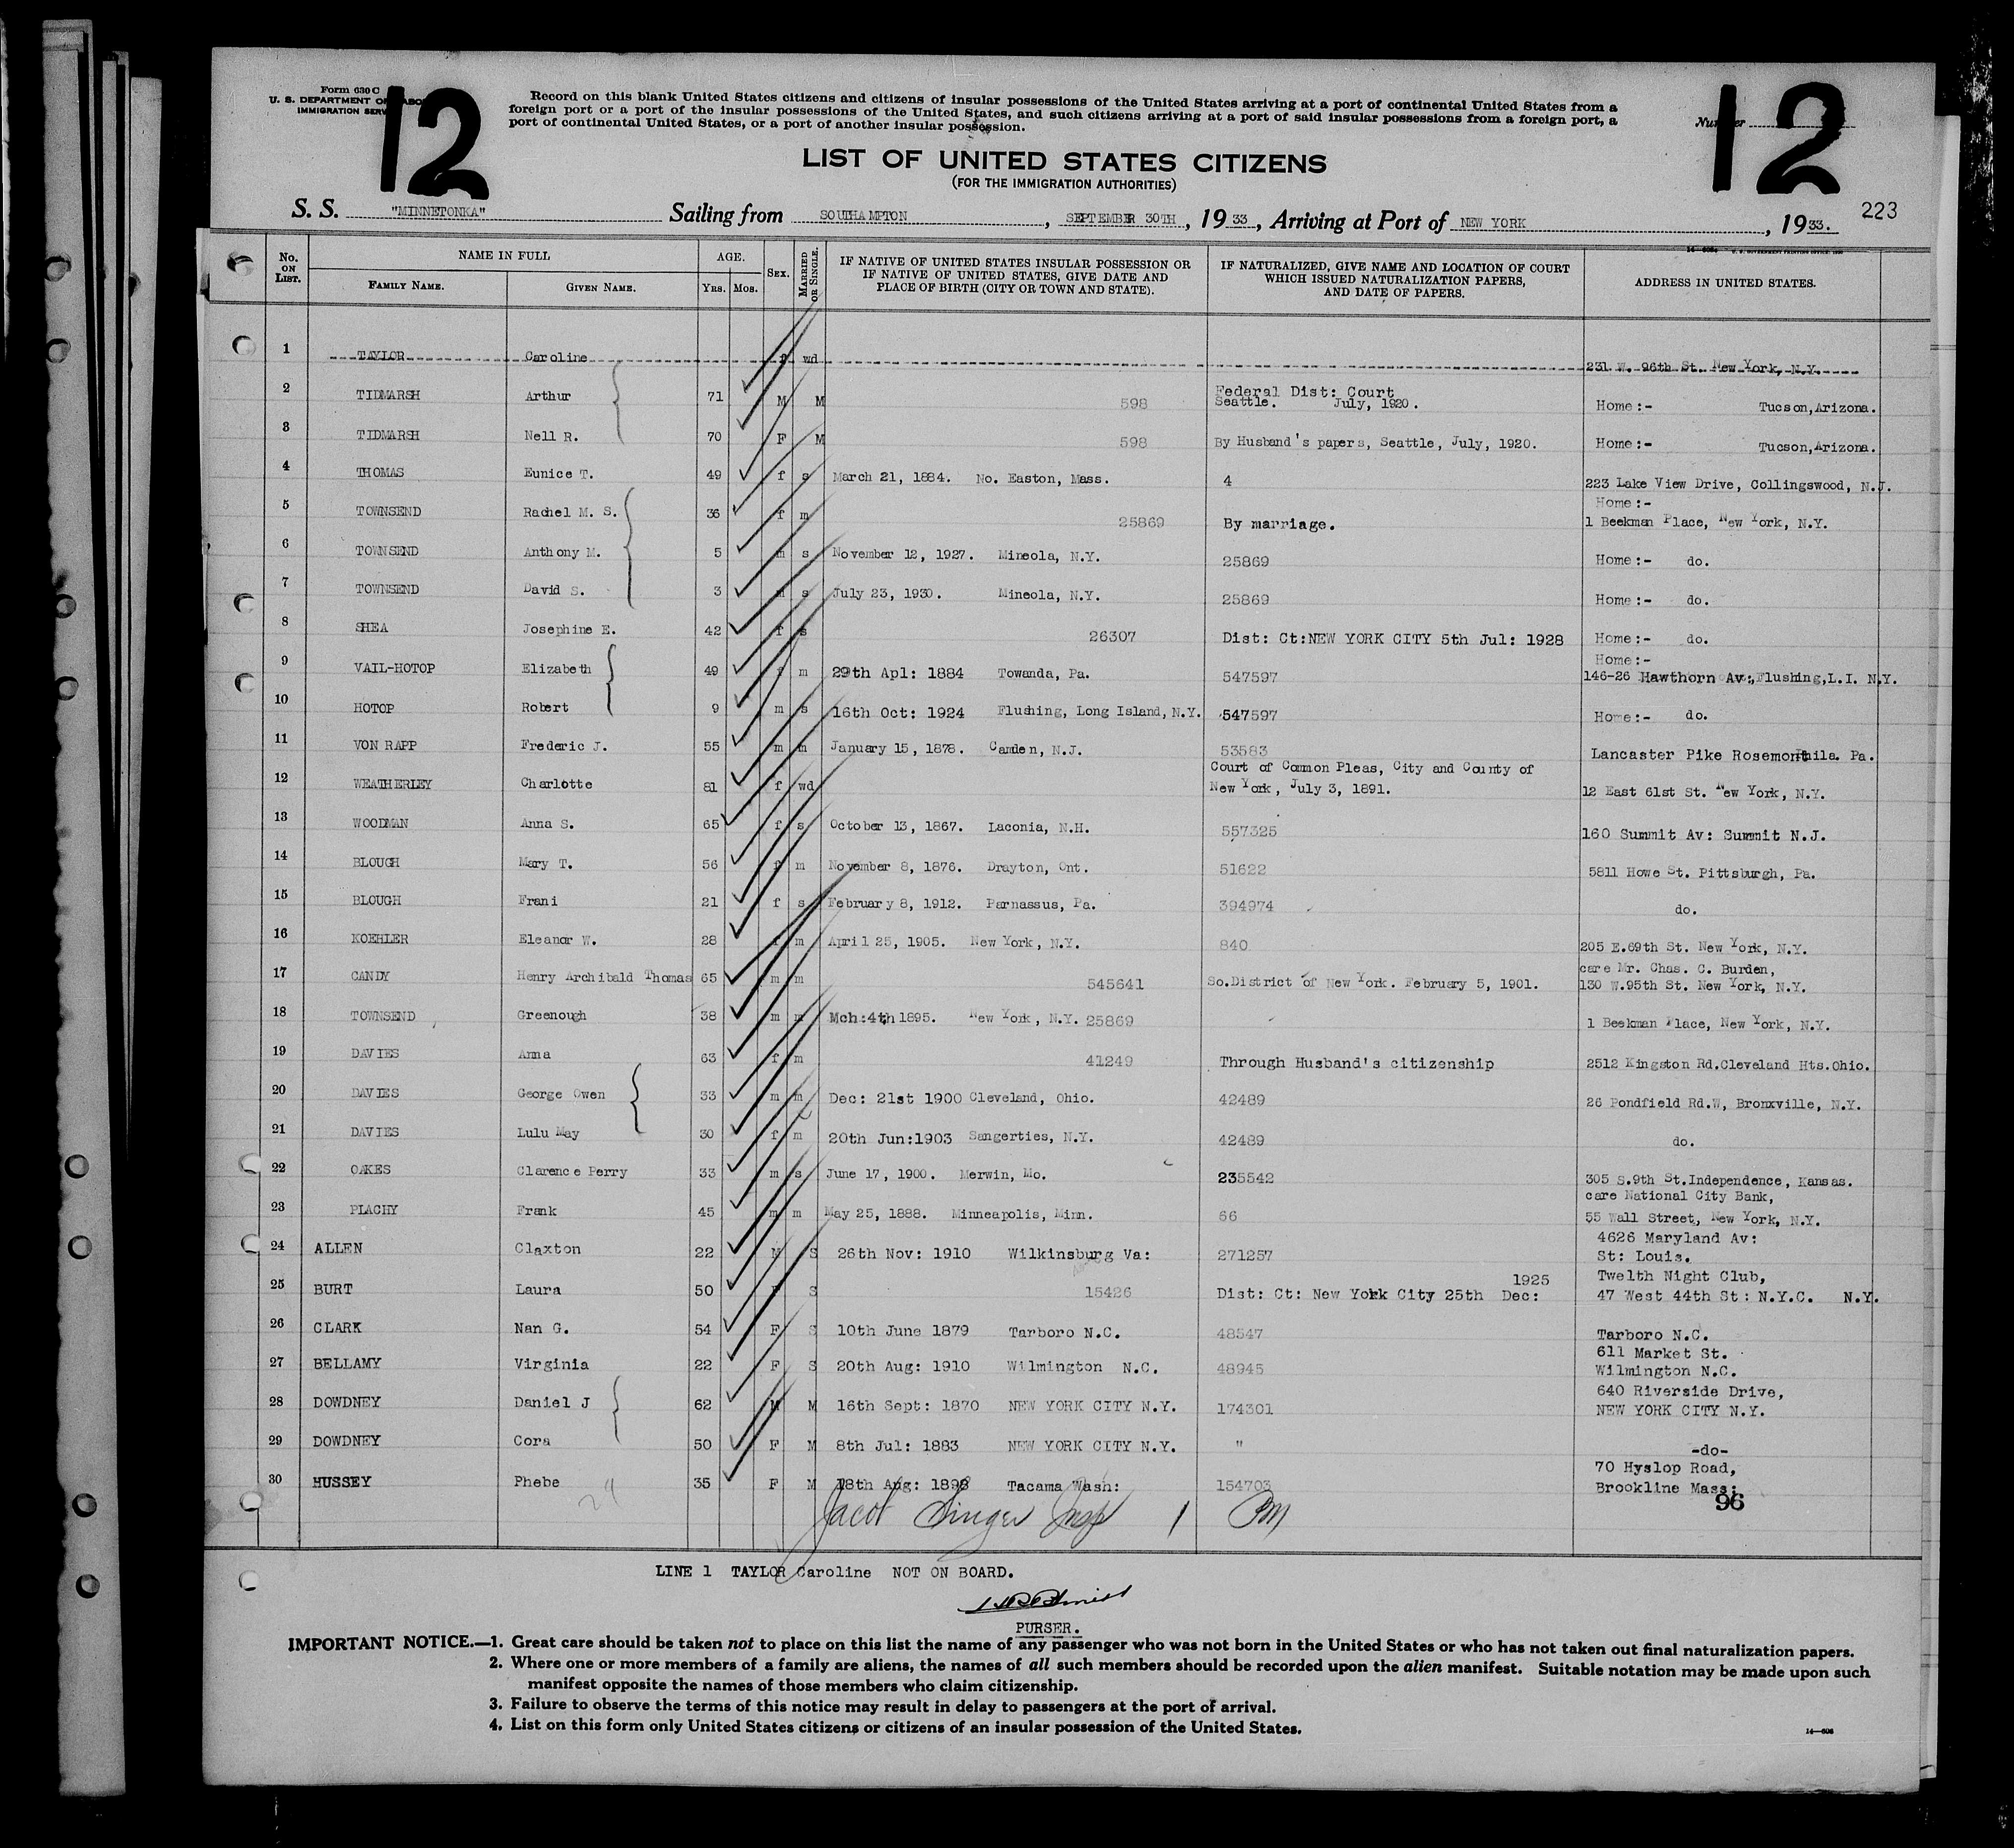 Form 630 C
U. S. DEPARTMENT OF LABOR
IMMIGRATION SERV
12
Record on this blank United States citizens and citizens of insular possessions of the United States arriving at a port of continental United States from a
foreign port or a port of the insular possessions of the United States, and such citizens arriving at a port of said insular possessions from a foreign port, a
port of continental United States, or a port of another insular possession.
Number
12
LIST OF UNITED STATES CITIZENS
(FOR THE IMMIGRATION AUTHORITIES)
S. S. "MINNETONKA" Sailing from SOUTHAMPTON, SEPTEMBER 30TH, 1933, Arriving at Port of NEW YORK, 1933. 223
No. ON LIST. NAME IN FULL FAMILY NAME. GIVEN NAME. AGE. YRS. MOS. SEX. MARRIED OR SINGLE. IF NATIVE OF UNITED STATES INSULAR POSSESSION OR IF NATIVE OF UNITED STATES, GIVE DATE AND PLACE OF BIRTH (CITY OR TOWN AND STATE). IF NATURALIZED, GIVE NAME AND LOCATION OF COURT WHICH ISSUED NATURALIZATION PAPERS, AND DATE OF PAPERS. ADDRESS IN UNITED STATES.
1 TAYLOR Caroline f wd 231 W. 96th St. New York, N.Y.
2 TIDMARSH Arthur 71 M M 598 Federal Dist: Court Seattle. July, 1920. Home:- Tucson,Arizona.
3 TIDMARSH Nell R. 70 F M 598 By Husband's papers, Seattle, July, 1920. Home:- Tucson,Arizona.
4 THOMAS Eunice T. 49 f s March 21, 1884. No. Easton, Mass. 4 223 Lake View Drive, Collingswood, N.J.
5 TOWNSEND Rachel M. S. 36 f m 25869 By marriage. Home:- 1 Beekman Place, New York, N.Y.
6 TOWNSEND Anthony M. 5 m s November 12, 1927. Mineola, N.Y. 25869 Home:- do.
7 TOWNSEND David S. 3 m s July 23, 1930. Mineola, N.Y. 25869 Home:- do.
8 SHEA Josephine E. 42 f s 26307 Dist: Ct:NEW YORK CITY 5th Jul: 1928 Home:- do.
9 VAIL-HOTOP Elizabeth 49 f m 29th Apl: 1884 Towanda, Pa. 547597 Home:- 146-26 Hawthorn Av:,Flushing,L.I. N.Y.
10 HOTOP Robert 9 m s 16th Oct: 1924 Flushing, Long Island, N.Y. 547597 Home:- do.
11 VON RAPP Frederic J. 55 m m January 15, 1878. Camden, N.J. 53583 Lancaster Pike Rosemont Phila. Pa.
12 WEATHERLEY Charlotte 81 f wd Court of Common Pleas, City and County of New York, July 3, 1891. 12 East 61st St. New York, N.Y.
13 WOODMAN Anna S. 65 f s October 13, 1867. Laconia, N.H. 557325 160 Summit Av: Summit N.J.
14 BLOUGH Mary T. 56 f m November 8, 1876. Drayton, Ont. 51622 5811 Howe St. Pittsburgh, Pa.
15 BLOUGH Frani 21 f s February 8, 1912. Parnassus, Pa. 394974 do.
16 KOEHLER Eleanor W. 28 f m April 25, 1905. New York, N.Y. 840 205 E.69th St. New York, N.Y.
17 CANDY Henry Archibald Thomas 65 m m 545641 So.District of New York. February 5, 1901. care Mr. Chas. C. Burden, 130 W.95th St. New York, N.Y.
18 TOWNSEND Greenough 38 m m Mch:4th 1895. New York, N.Y. 25869 1 Beekman Place, New York, N.Y.
19 DAVIES Anna 63 f m 41249 Through Husband's citizenship 2512 Kingston Rd.Cleveland Hts.Ohio.
20 DAVIES George Owen 33 m m Dec: 21st 1900 Cleveland, Ohio. 42489 26 Pondfield Rd.W, Bronxville, N.Y.
21 DAVIES Lulu May 30 f m 20th Jun:1903 Sangerties, N.Y. 42489 do.
22 OAKES Clarence Perry 33 m s June 17, 1900. Merwin, Mo. 235542 305 S.9th St.Independence, Kansas.
23 PLACHY Frank 45 m m May 25, 1888. Minneapolis, Minn. 66 care National City Bank, 55 Wall Street, New York, N.Y.
24 ALLEN Claxton 22 M S 26th Nov: 1910 Wilkinsburg Va: 271257 4626 Maryland Av: St: Louis.
25 BURT Laura 50 F S 15426 Dist: Ct: New York City 25th Dec: 1925 Twelth Night Club, 47 West 44th St: N.Y.C. N.Y.
26 CLARK Nan G. 54 F S 10th June 1879 Tarboro N.C. 48547 Tarboro N.C.
27 BELLAMY Virginia 22 F S 20th Aug: 1910 Wilmington N.C. 48945 611 Market St. Wilmington N.C.
28 DOWDNEY Daniel J 62 M M 16th Sept: 1870 NEW YORK CITY N.Y. 174301 640 Riverside Drive, NEW YORK CITY N.Y.
29 DOWDNEY Cora 50 F M 8th Jul: 1883 NEW YORK CITY N.Y. " -do-
30 HUSSEY Phebe 35 F M 18th Aug: 1898 Tacama Wash: 154703 70 Hyslop Road, Brookline Mass:
29 Jacob Singer Insp 1 PM 96
LINE 1 TAYLOR Caroline NOT ON BOARD.
PURSER.
IMPORTANT NOTICE.—1. Great care should be taken not to place on this list the name of any passenger who was not born in the United States or who has not taken out final naturalization papers.
2. Where one or more members of a family are aliens, the names of all such members should be recorded upon the alien manifest. Suitable notation may be made upon such
manifest opposite the names of those members who claim citizenship.
3. Failure to observe the terms of this notice may result in delay to passengers at the port of arrival.
4. List on this form only United States citizens or citizens of an insular possession of the United States.
14—606